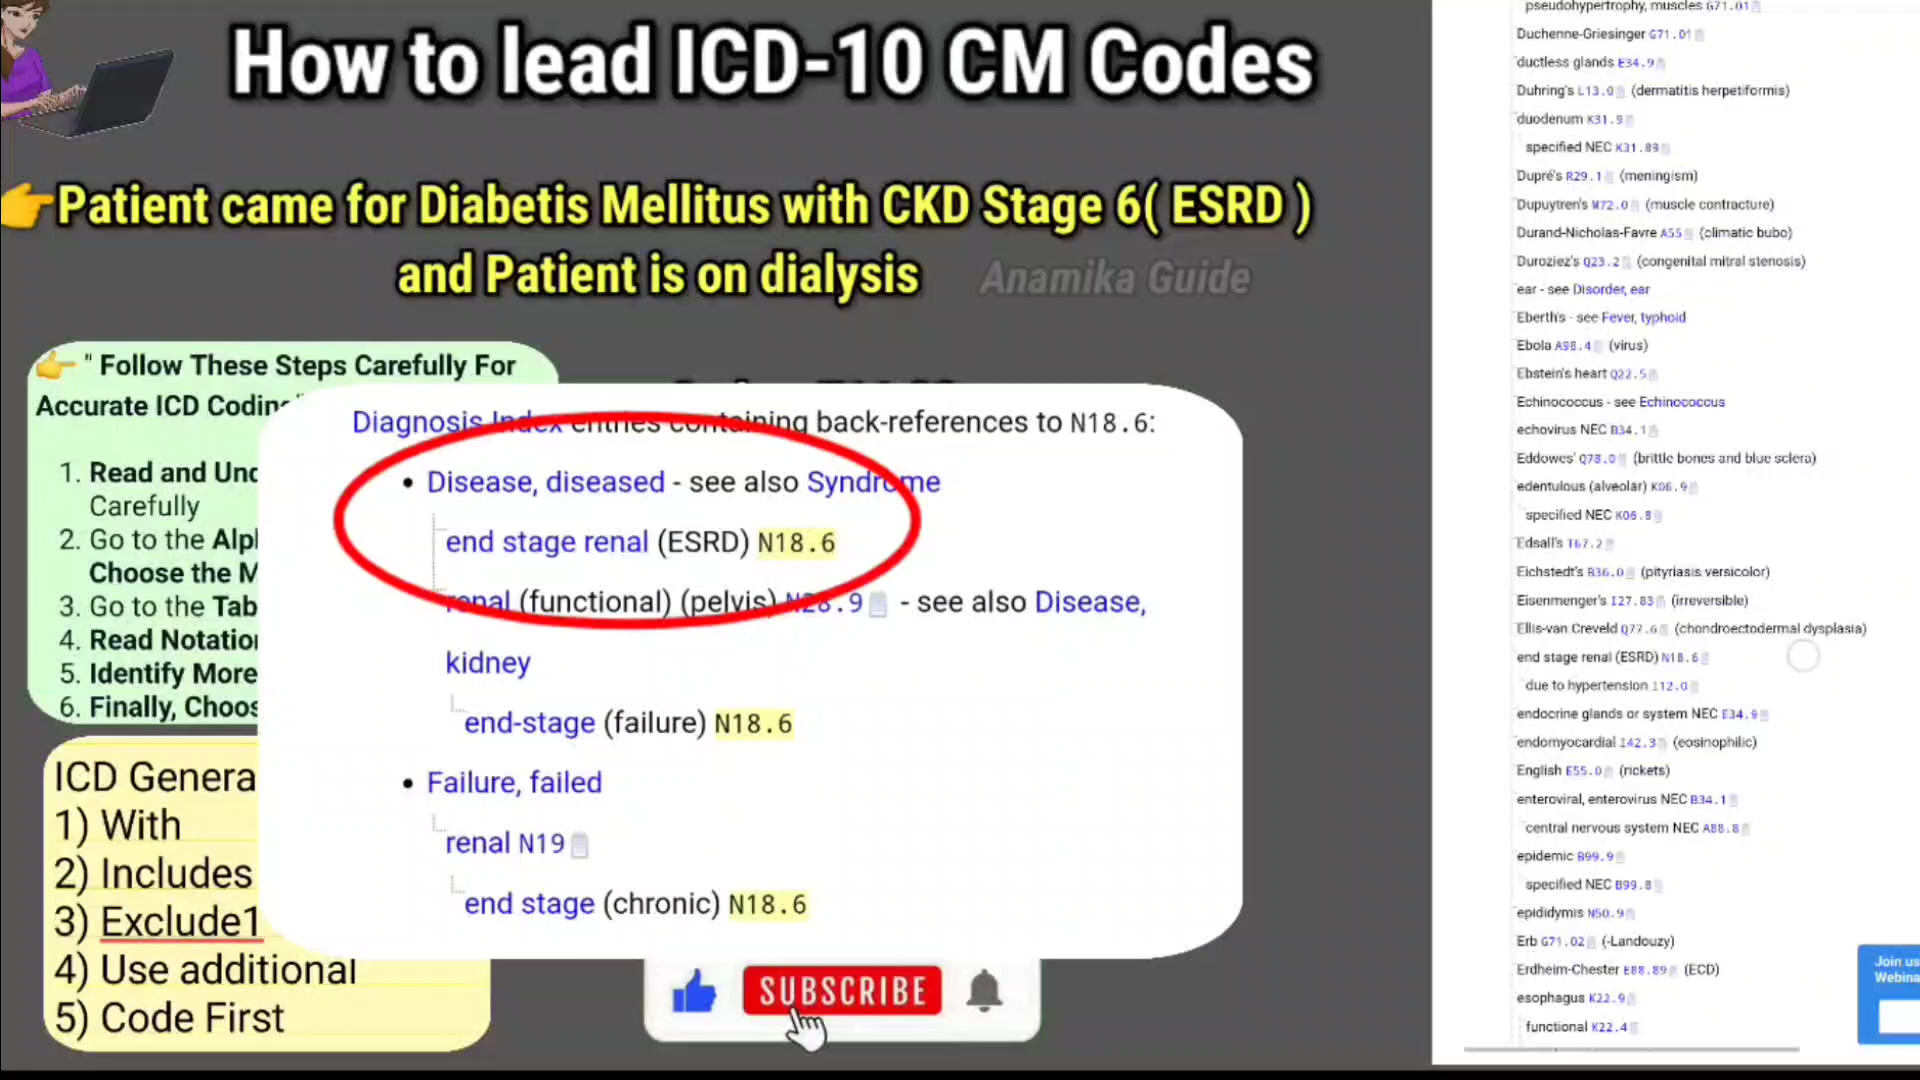 How to lead ICD-10 CM Codes
👉Patient came for Diabetis Mellitus with CKD Stage 6( ESRD )
and Patient is on dialysis
Anamika Guide
👉 " Follow These Steps Carefully For
Accurate ICD Coding"
1. Read and Und
Carefully
2. Go to the Alp
Choose the M
3. Go to the Tab
4. Read Notation
5. Identify More
6. Finally, Choos
ICD Genera
1) With
2) Includes
3) Exclude1
4) Use additional
5) Code First
Diagnosis Index entries containing back-references to N18.6:
• Disease, diseased - see also Syndrome
end stage renal (ESRD) N18.6
renal (functional) (pelvis) N28.9 - see also Disease,
kidney
end-stage (failure) N18.6
• Failure, failed
renal N19
end stage (chronic) N18.6
SUBSCRIBE
pseudohypertrophy, muscles G71.01
Duchenne-Griesinger G71.01
ductless glands E34.9
Duhring's L13.0 (dermatitis herpetiformis)
duodenum K31.9
specified NEC K31.89
Dupré's R29.1 (meningism)
Dupuytren's M72.0 (muscle contracture)
Durand-Nicholas-Favre A55 (climatic bubo)
Duroziez's Q23.2 (congenital mitral stenosis)
ear - see Disorder, ear
Eberth's - see Fever, typhoid
Ebola A98.4 (virus)
Ebstein's heart Q22.5
Echinococcus - see Echinococcus
echovirus NEC B34.1
Eddowes' Q78.0 (brittle bones and blue sclera)
edentulous (alveolar) K06.9
specified NEC K06.8
Edsall's T67.2
Eichstedt's B36.0 (pityriasis versicolor)
Eisenmenger's I27.83 (irreversible)
Ellis-van Creveld Q77.6 (chondroectodermal dysplasia)
end stage renal (ESRD) N18.6
due to hypertension I12.0
endocrine glands or system NEC E34.9
endomyocardial I42.3 (eosinophilic)
English E55.0 (rickets)
enteroviral, enterovirus NEC B34.1
central nervous system NEC A88.8
epidemic B99.9
specified NEC B99.8
epididymis N50.9
Erb G71.02 (-Landouzy)
Erdheim-Chester E88.89 (ECD)
esophagus K22.9
functional K22.4
Join us
Webina